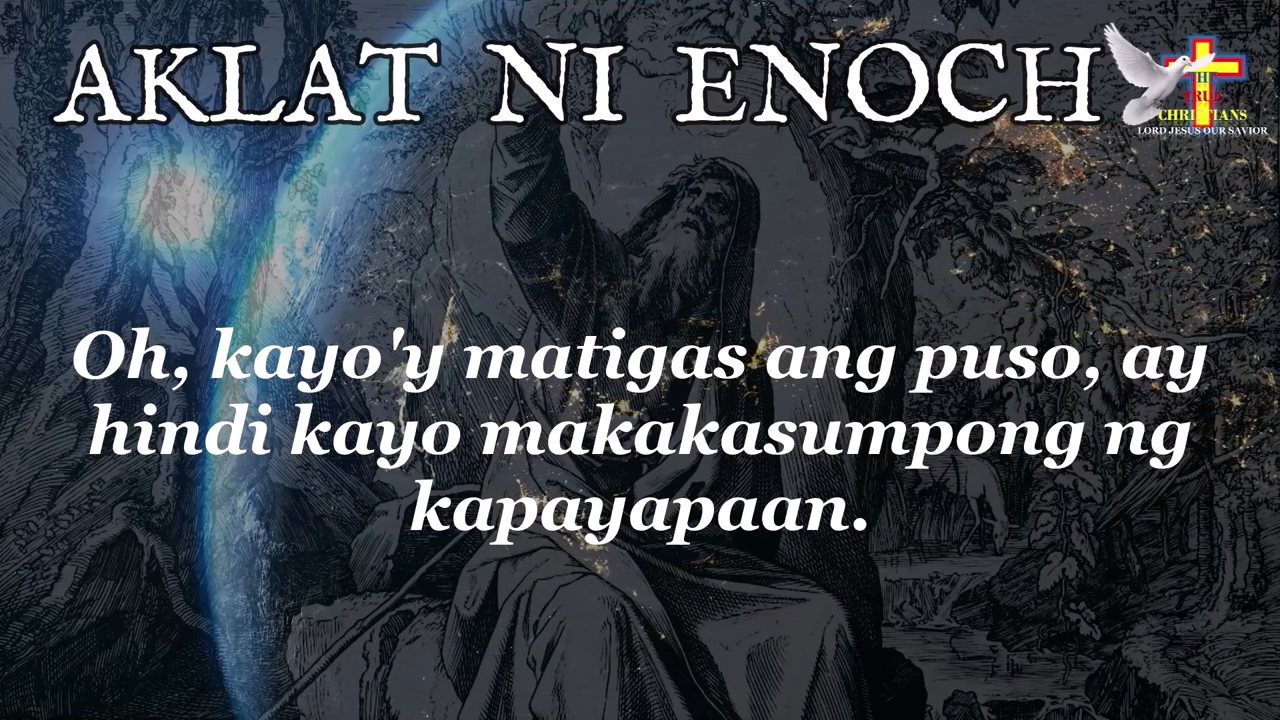 AKLAT NI ENOCH
TRUE
CHRISTIANS
LORD JESUS OUR SAVIOR
Oh, kayo'y matigas ang puso, ay
hindi kayo makakasumpong ng
kapayapaan.